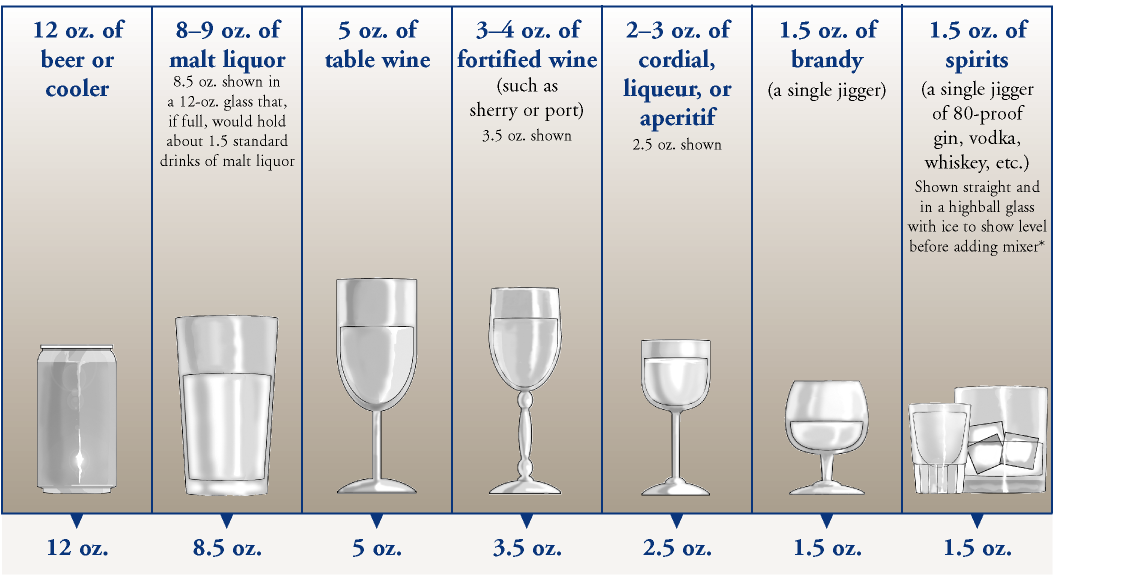 12 oz. of
beer or
cooler
8–9 oz. of
malt liquor
8.5 oz. shown in
a 12-oz. glass that,
if full, would hold
about 1.5 standard
drinks of malt liquor
5 oz. of
table wine
3–4 oz. of
fortified wine
(such as
sherry or port)
3.5 oz. shown
2–3 oz. of
cordial,
liqueur, or
aperitif
2.5 oz. shown
1.5 oz. of
brandy
(a single jigger)
1.5 oz. of
spirits
(a single jigger
of 80-proof
gin, vodka,
whiskey, etc.)
Shown straight and
in a highball glass
with ice to show level
before adding mixer*
12 oz.
8.5 oz.
5 oz.
3.5 oz.
2.5 oz.
1.5 oz.
1.5 oz.